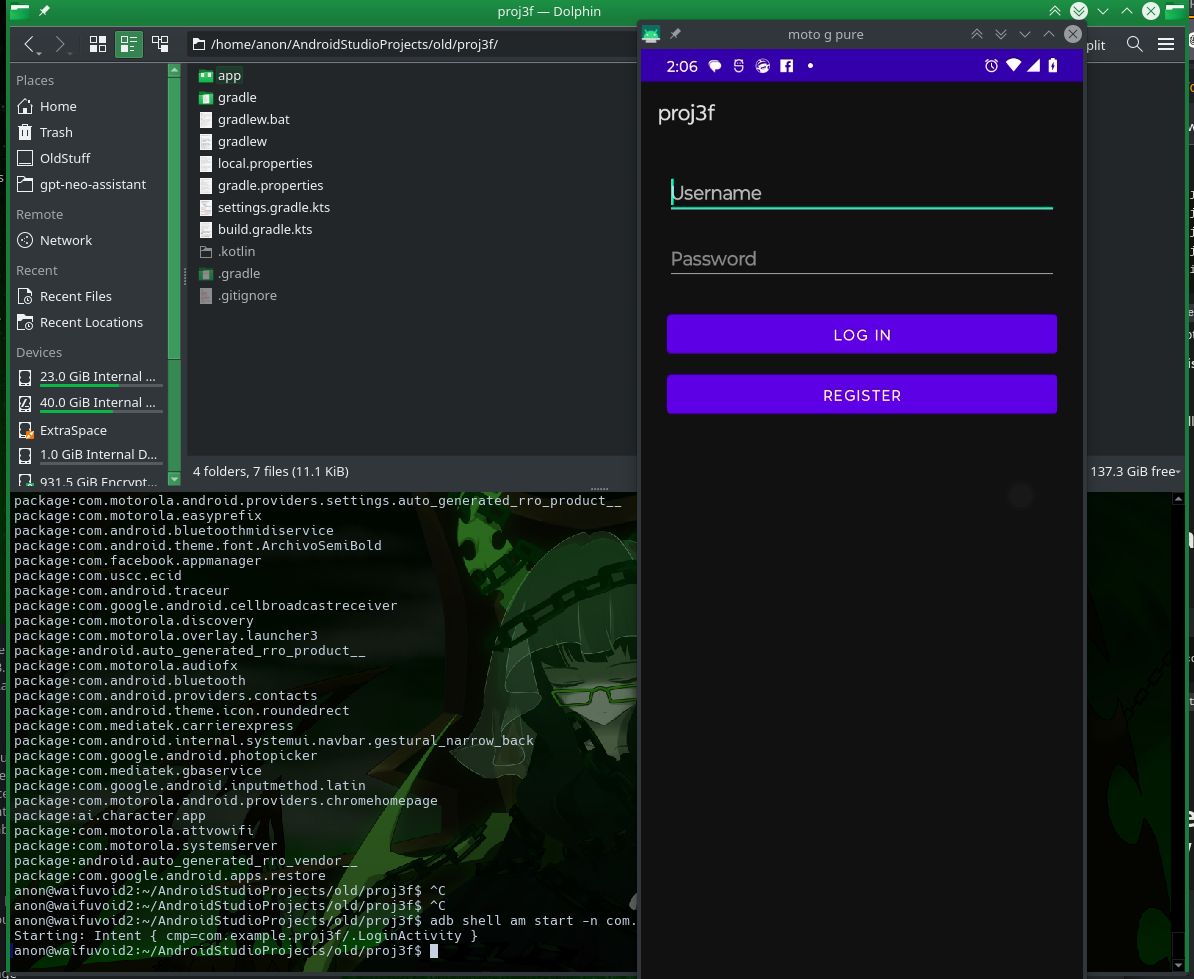 proj3f — Dolphin
/home/anon/AndroidStudioProjects/old/proj3f/
plit
Places
Home
Trash
OldStuff
gpt-neo-assistant
Remote
Network
Recent
Recent Files
Recent Locations
Devices
23.0 GiB Internal ...
40.0 GiB Internal ...
ExtraSpace
1.0 GiB Internal D...
931.5 GiB Encrypt...
app
gradle
gradlew.bat
gradlew
local.properties
gradle.properties
settings.gradle.kts
build.gradle.kts
.kotlin
.gradle
.gitignore
4 folders, 7 files (11.1 KiB)
137.3 GiB free
moto g pure
2:06
proj3f
Username
Password
LOG IN
REGISTER
package:com.motorola.android.providers.settings.auto_generated_rro_product__
package:com.motorola.easyprefix
package:com.android.bluetoothmidiservice
package:com.android.theme.font.ArchivoSemiBold
package:com.facebook.appmanager
package:com.uscc.ecid
package:com.android.traceur
package:com.google.android.cellbroadcastreceiver
package:com.motorola.discovery
package:com.motorola.overlay.launcher3
package:android.auto_generated_rro_product__
package:com.motorola.audiofx
package:com.android.bluetooth
package:com.android.providers.contacts
package:com.android.theme.icon.roundedrect
package:com.mediatek.carrierexpress
package:com.android.internal.systemui.navbar.gestural_narrow_back
package:com.google.android.photopicker
package:com.mediatek.gbaservice
package:com.google.android.inputmethod.latin
package:com.motorola.android.providers.chromehomepage
package:ai.character.app
package:com.motorola.attvowifi
package:com.motorola.systemserver
package:android.auto_generated_rro_vendor__
package:com.google.android.apps.restore
anon@waifuvoid2:~/AndroidStudioProjects/old/proj3f$ ^C
anon@waifuvoid2:~/AndroidStudioProjects/old/proj3f$ ^C
anon@waifuvoid2:~/AndroidStudioProjects/old/proj3f$ adb shell am start -n com.
Starting: Intent { cmp=com.example.proj3f/.LoginActivity }
anon@waifuvoid2:~/AndroidStudioProjects/old/proj3f$